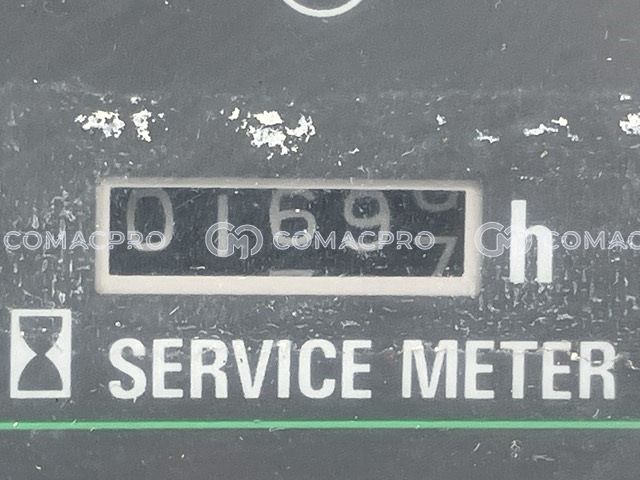 0169 h
COMACPRO COMACPRO COMAC
SERVICE METER